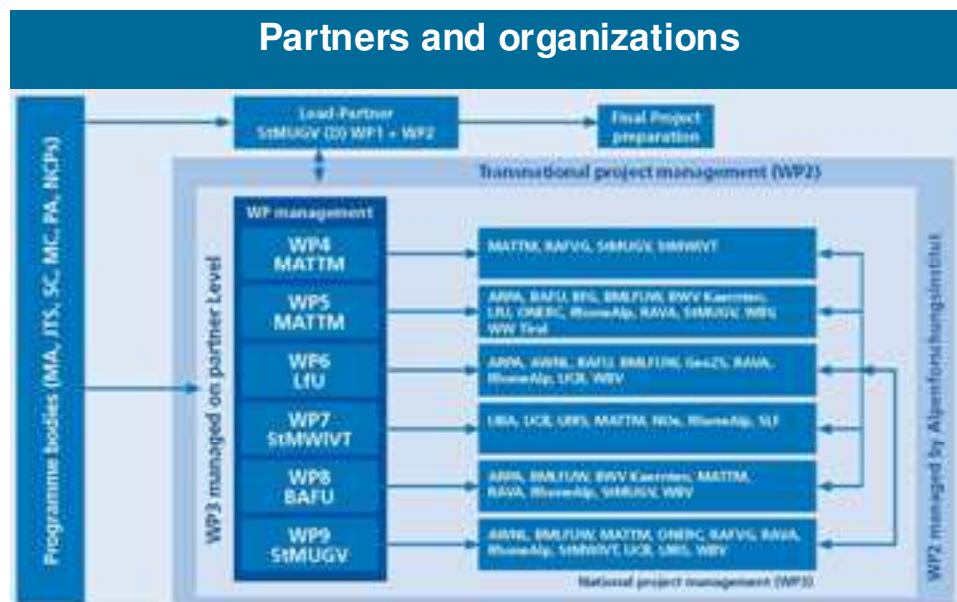 Partners and organizations
Programme bodies (MA, JTS, SC, MC, PA, NCPs)
Lead-Partner
StMUGV (D) WP1 + WP2
Final Project
preparation
Transnational project management (WP2)
WP3 managed on partner Level
WP management
WP4
MATTM
MATTM, RAFVG, StMUGV, StMWIVT
WP5
MATTM
ARPA, BAFU, BFG, BMLFUW, BWV Kaernten,
LfU, ONERC, RhoneAlp, RAVA, StMUGV, WBV,
WW Tirol
WP6
LfU
ARPA, AWNL, BAFU, BMLFUW, GeoZS, RAVA,
RhoneAlp, UCB, WBV
WP7
StMWIVT
UBA, UCB, UIBS, MATTM, NOe, RhoneAlp, SLF
WP8
BAFU
ARPA, BMLFUW, BWV Kaernten, MATTM,
RAVA, RhoneAlp, StMUGV, WBV
WP9
StMUGV
AWNL, BMLFUW, MATTM, ONERC, RAFVG, RAVA,
RhoneAlp, StMWIVT, UCB, UIBS, WBV
National project management (WP3)
WP2 managed by Alpenforschungsinstitut